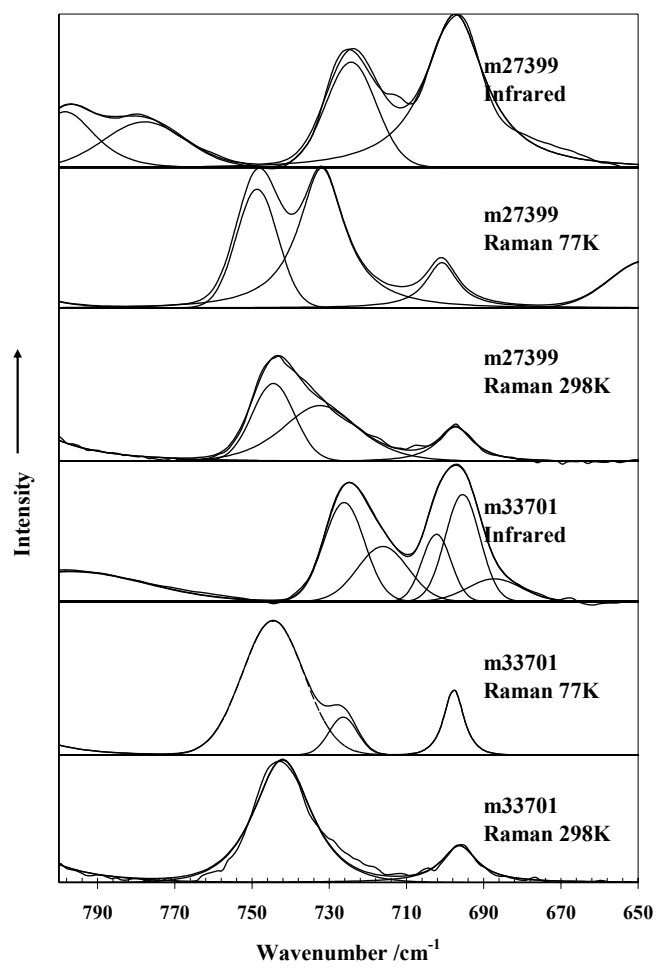 m27399
Infrared
m27399
Raman 77K
m27399
Raman 298K
m33701
Infrared
m33701
Raman 77K
m33701
Raman 298K
Intensity
790 770 750 730 710 690 670 650
Wavenumber /cm⁻¹